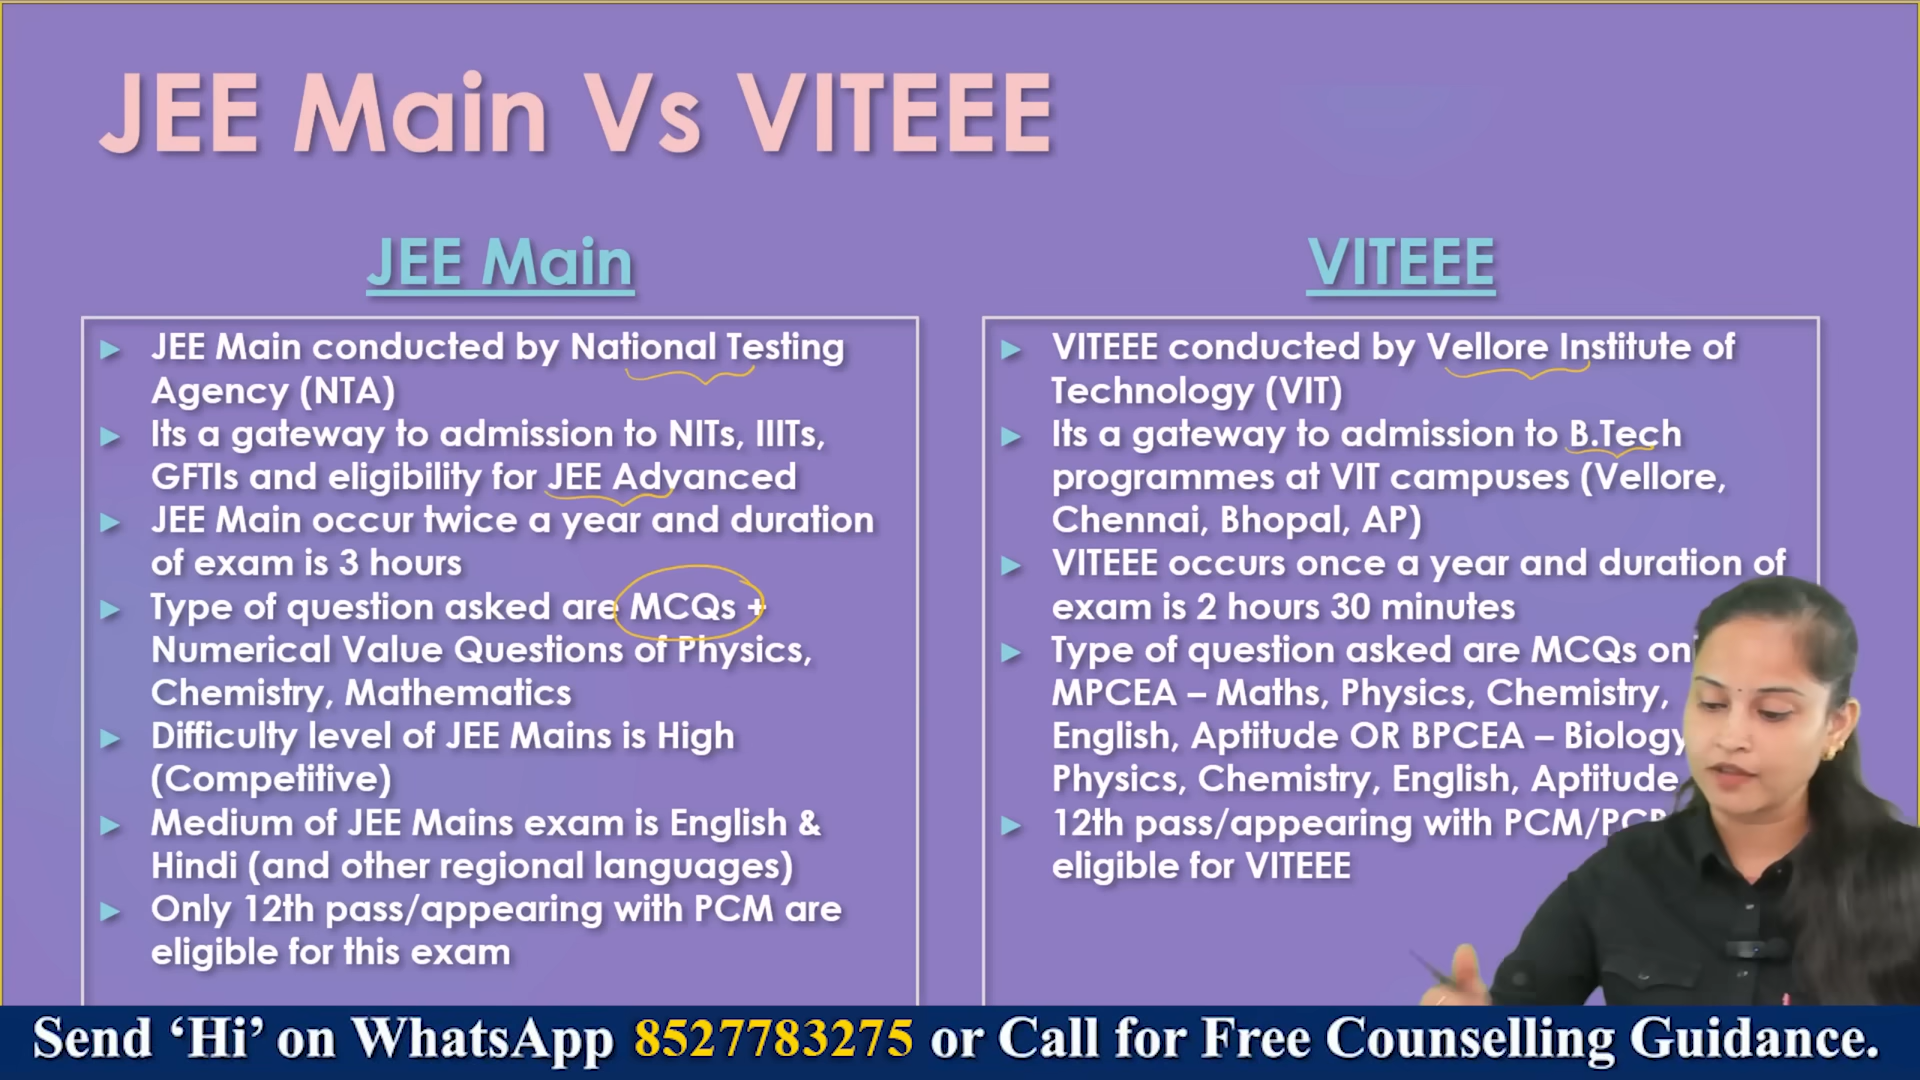 JEE Main Vs VITEEE
JEE Main
JEE Main conducted by National Testing
Agency (NTA)
Its a gateway to admission to NITs, IIITs,
GFTIs and eligibility for JEE Advanced
JEE Main occur twice a year and duration
of exam is 3 hours
Type of question asked are MCQs +
Numerical Value Questions of Physics,
Chemistry, Mathematics
Difficulty level of JEE Mains is High
(Competitive)
Medium of JEE Mains exam is English &
Hindi (and other regional languages)
Only 12th pass/appearing with PCM are
eligible for this exam
VITEEE
VITEEE conducted by Vellore Institute of
Technology (VIT)
Its a gateway to admission to B.Tech
programmes at VIT campuses (Vellore,
Chennai, Bhopal, AP)
VITEEE occurs once a year and duration of
exam is 2 hours 30 minutes
Type of question asked are MCQs
MPCEA – Maths, Physics, Chemistry,
English, Aptitude OR BPCEA – Biology
Physics, Chemistry, English, Aptitude
12th pass/appearing with PCM/PCB
eligible for VITEEE
Send ‘Hi’ on WhatsApp 8527783275 or Call for Free Counselling Guidance.